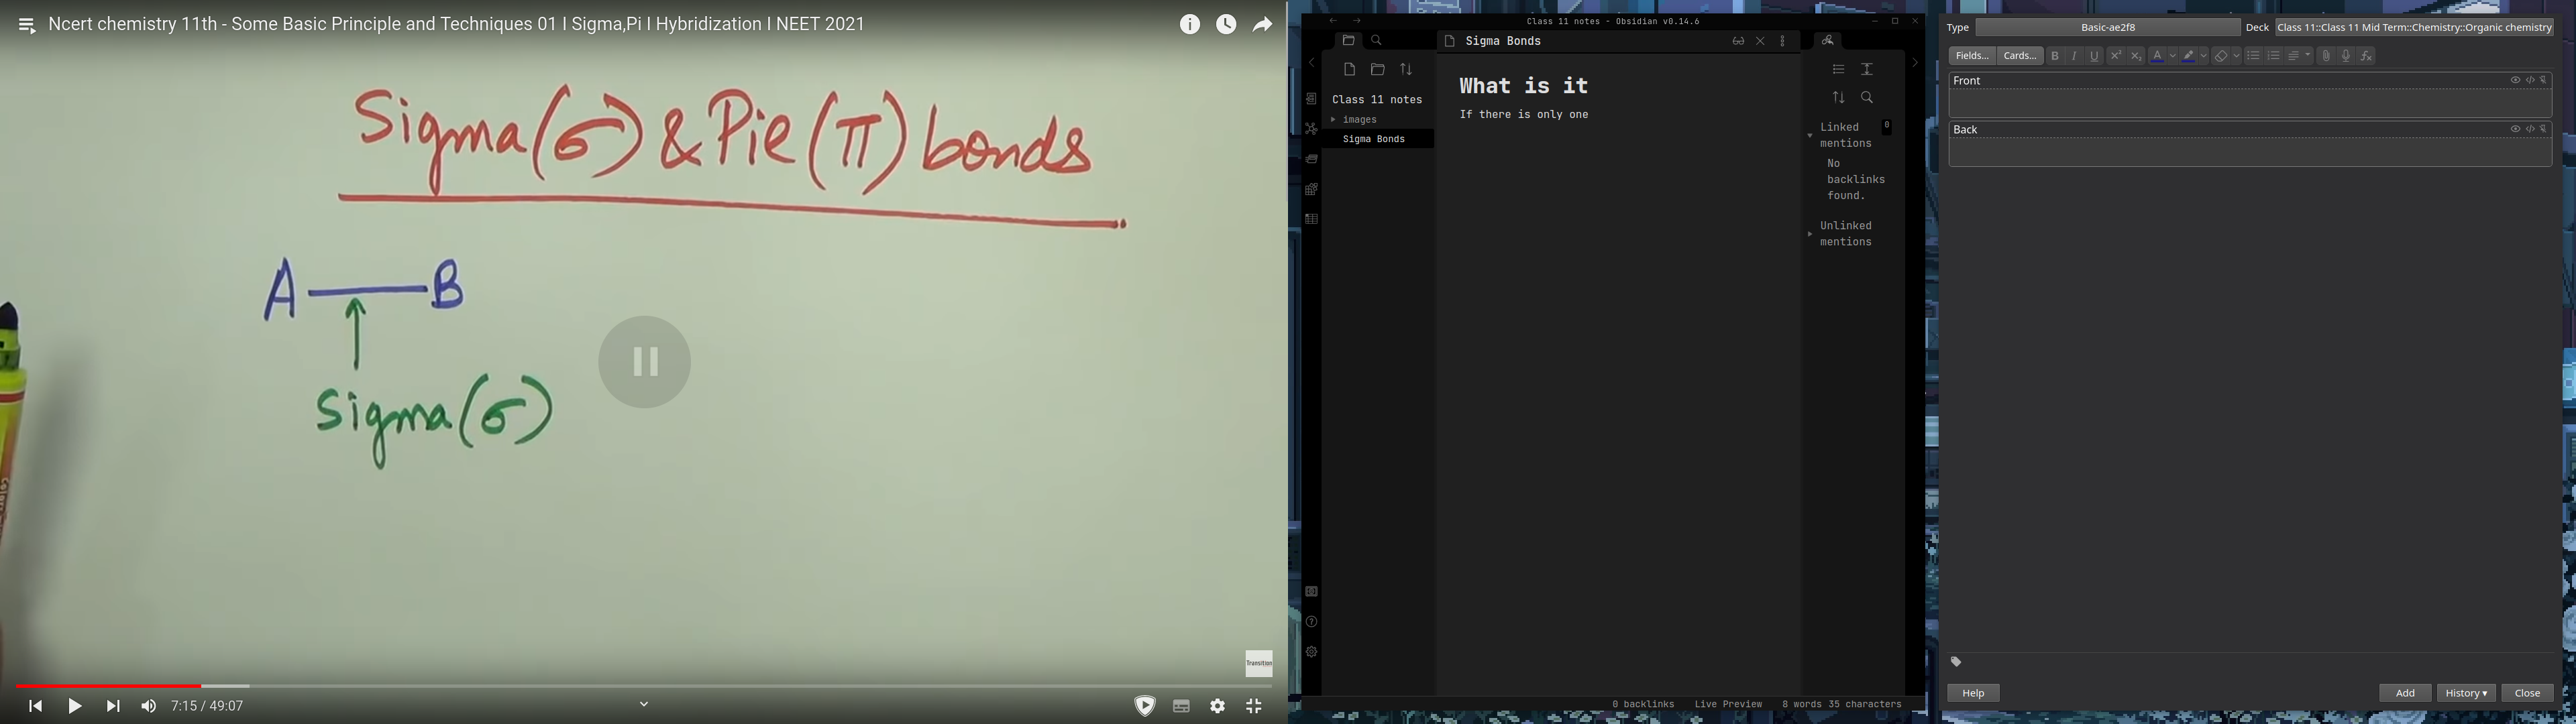 Ncert chemistry 11th - Some Basic Principle and Techniques 01 I Sigma,Pi I Hybridization I NEET 2021
Sigma(σ) & Pie(π) bonds
A — B
Sigma(σ)
Transition
7:15 / 49:07
Class 11 notes - Obsidian v0.14.6
Sigma Bonds
What is it
If there is only one
Class 11 notes
images
Sigma Bonds
Linked
mentions
0
No
backlinks
found.
Unlinked
mentions
0 backlinks Live Preview 8 words 35 characters
Type Basic-ae2f8 Deck Class 11::Class 11 Mid Term::Chemistry::Organic chemistry
Fields... Cards... B I U X² X₂ A
Front
Back
Help Add History ▾ Close